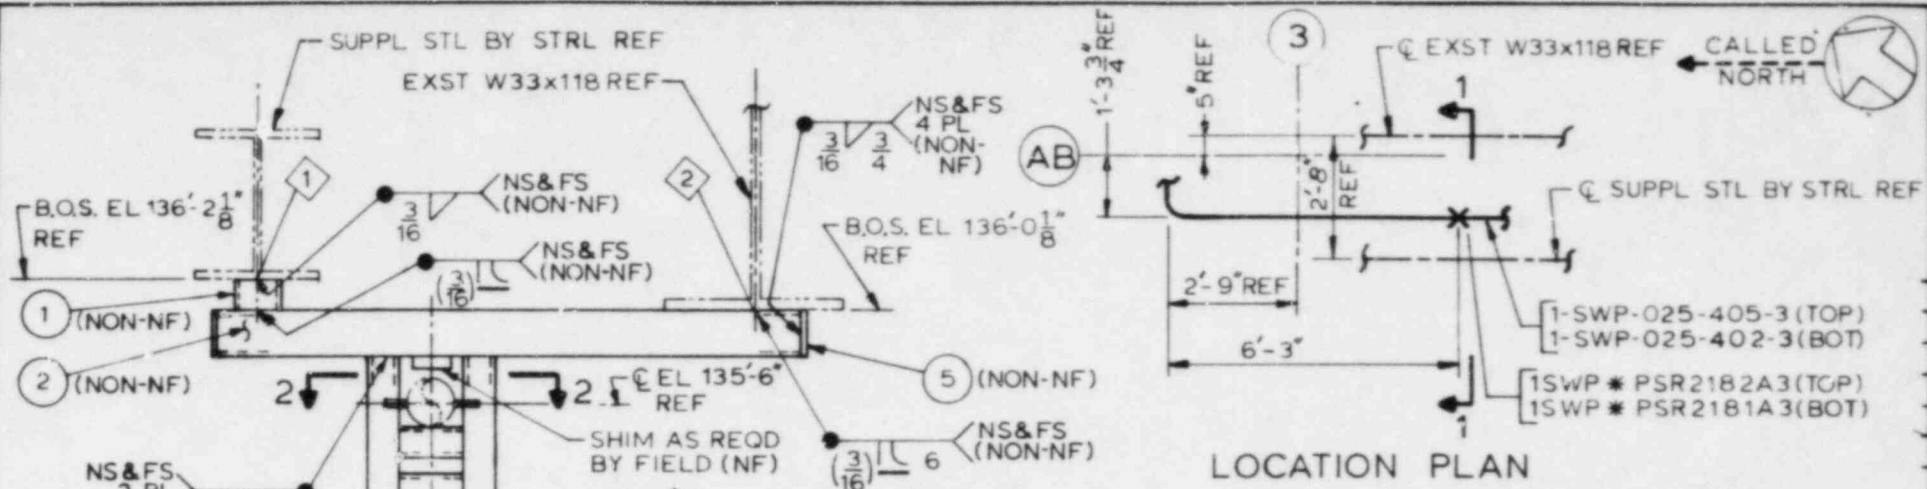 SUPPL STL BY STRL REF
EXST W33x118 REF
NS&FS
4 PL
(NON-
NF)
3/16
3/4
1
2
NS&FS
(NON-NF)
3/16
B.O.S. EL 136'-2 1/8"
REF
NS&FS
(NON-NF)
(3/16)
B.O.S. EL 136'-0 1/8"
REF
1 (NON-NF)
2 (NON-NF)
5 (NON-NF)
2
2
℄ EL 135'-6"
REF
SHIM AS REQD
BY FIELD (NF)
NS&FS
(NON-NF)
(3/16)
6
NS&FS
1'-3 3/4" REF
5" REF
3
℄ EXST W33x118 REF
CALLED
NORTH
1
AB
2'-8"
REF
℄ SUPPL STL BY STRL REF
2'-9" REF
6'-3"
1-SWP-025-405-3 (TOP)
1-SWP-025-402-3 (BOT)
1SWP * PSR2182A3 (TOP)
1SWP * PSR2181A3 (BOT)
1
LOCATION PLAN